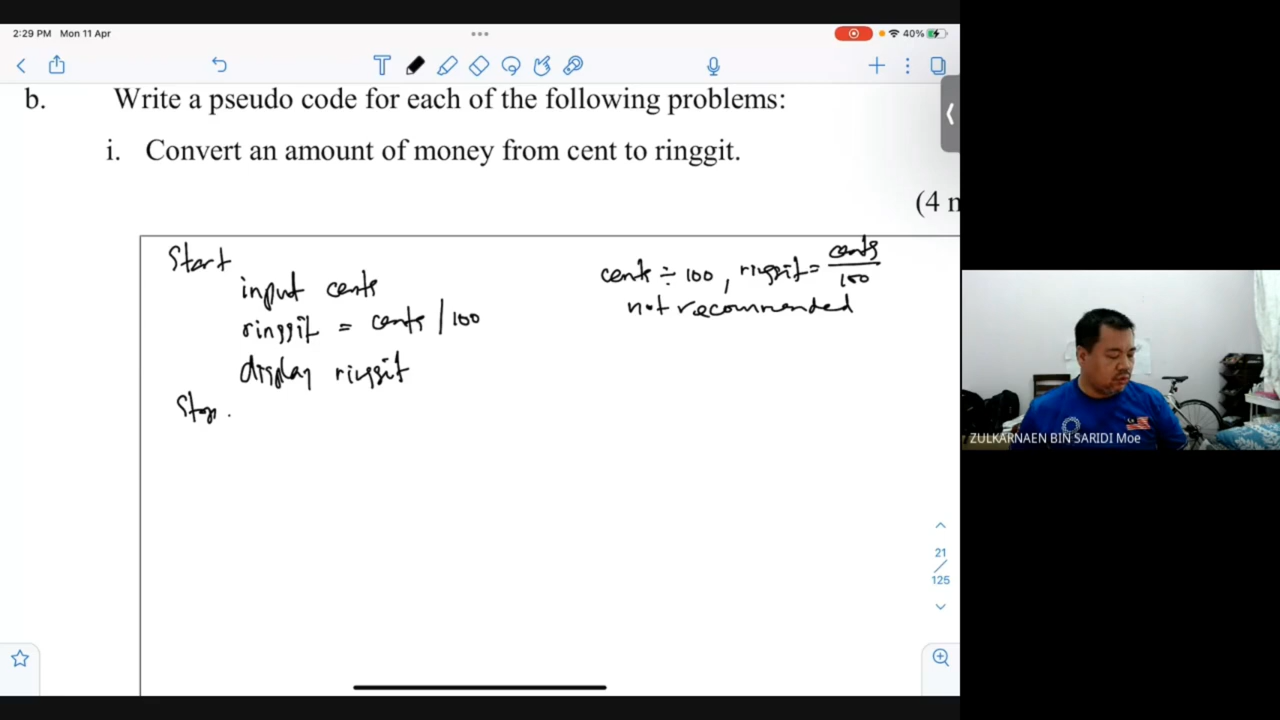 2:29 PM Mon 11 Apr
40%
b. Write a pseudo code for each of the following problems:
i. Convert an amount of money from cent to ringgit.
(4 n
Start
input cents
ringgit = cents / 100
display ringgit
Stop.
cents ÷ 100, ringgit = cents / 100
not recommended
T
21
/
125
ZULKARNAEN BIN SARIDI Moe